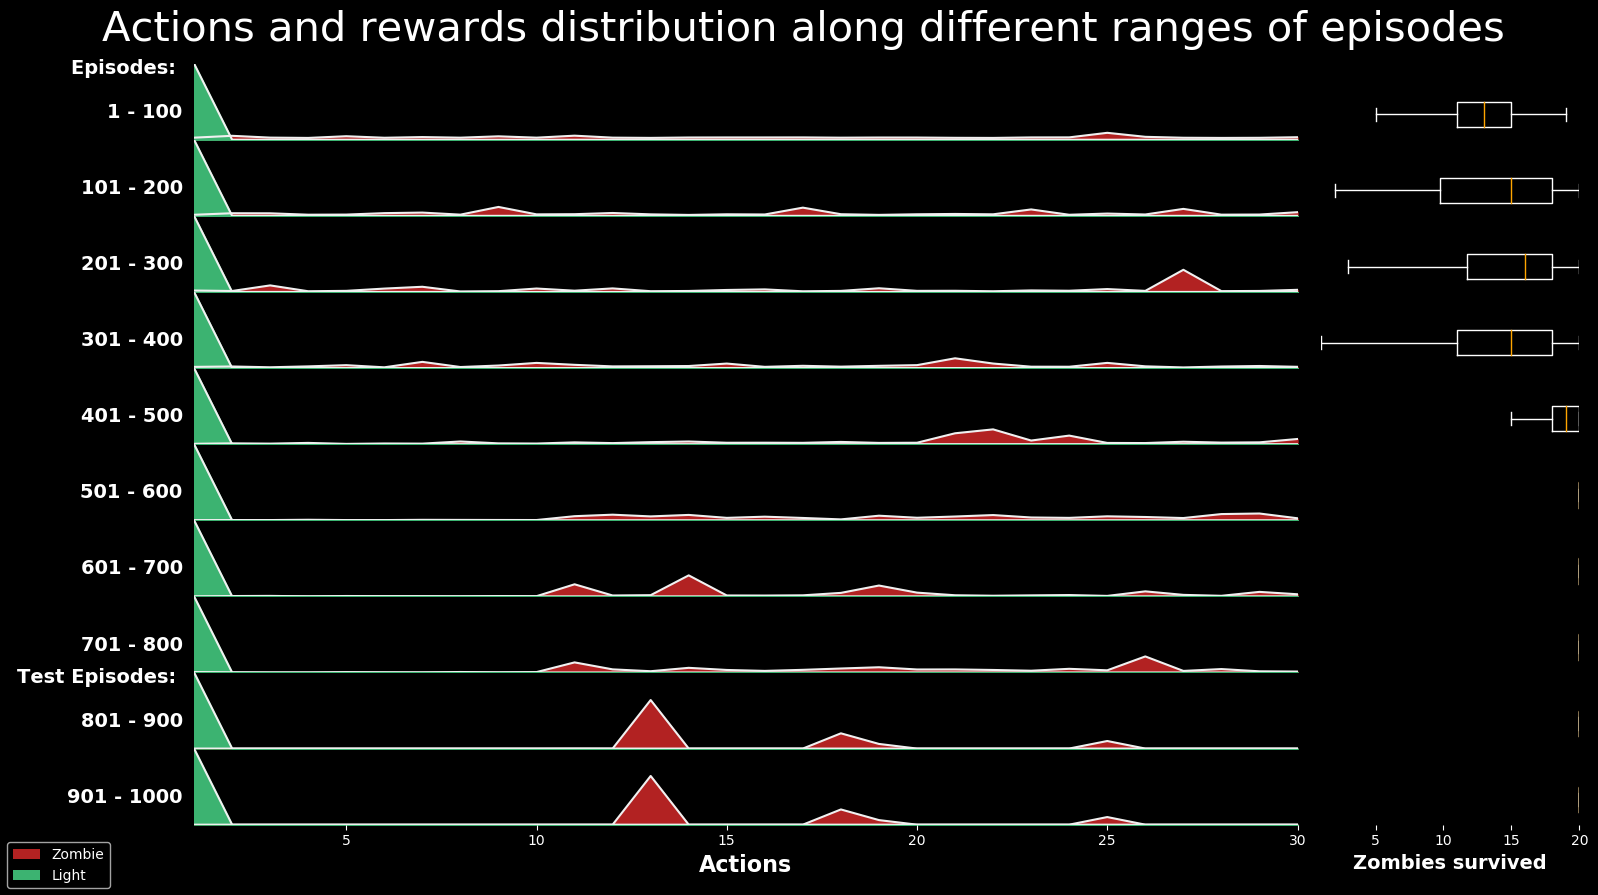 Actions and rewards distribution along different ranges of episodes
Episodes:
1 - 100
101 - 200
201 - 300
301 - 400
401 - 500
501 - 600
601 - 700
701 - 800
Test Episodes:
801 - 900
901 - 1000
5 10 15 20 25 30
Actions
5 10 15 20
Zombies survived
Zombie
Light